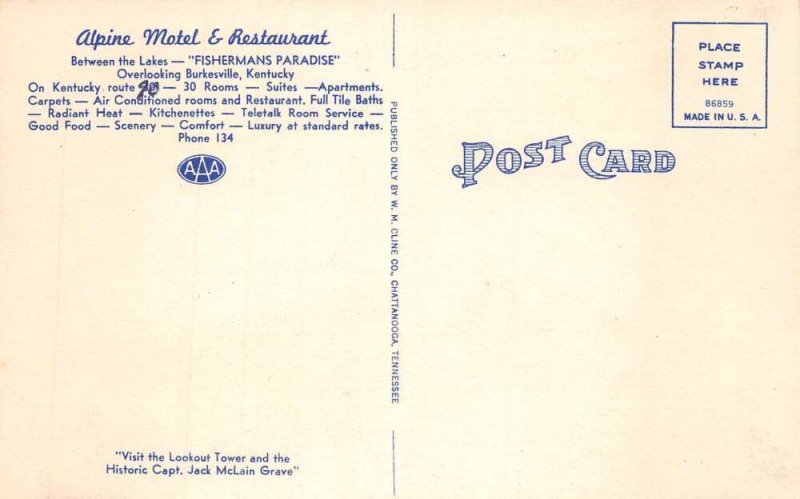 Alpine Motel & Restaurant
Between the Lakes — "FISHERMANS PARADISE"
Overlooking Burkesville, Kentucky
On Kentucky route 90 — 30 Rooms — Suites —Apartments.
Carpets — Air Conditioned rooms and Restaurant. Full Tile Baths
— Radiant Heat — Kitchenettes — Teletalk Room Service —
Good Food — Scenery — Comfort — Luxury at standard rates.
Phone 134
AAA
"Visit the Lookout Tower and the
Historic Capt. Jack McLain Grave"
PUBLISHED ONLY BY W. M. CLINE CO., CHATTANOOGA, TENNESSEE
POST CARD
PLACE
STAMP
HERE
86859
MADE IN U. S. A.